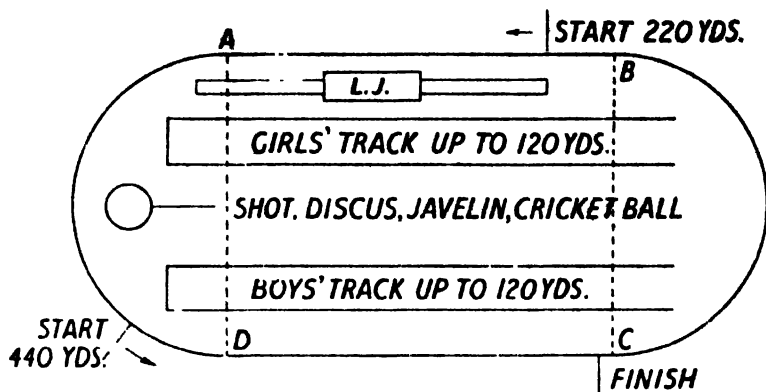 A
START 220 YDS.
B
L.J.
GIRLS' TRACK UP TO 120 YDS.
SHOT, DISCUS, JAVELIN, CRICKET BALL
BOYS' TRACK UP TO 120 YDS.
START
440 YDS.
D
C
FINISH